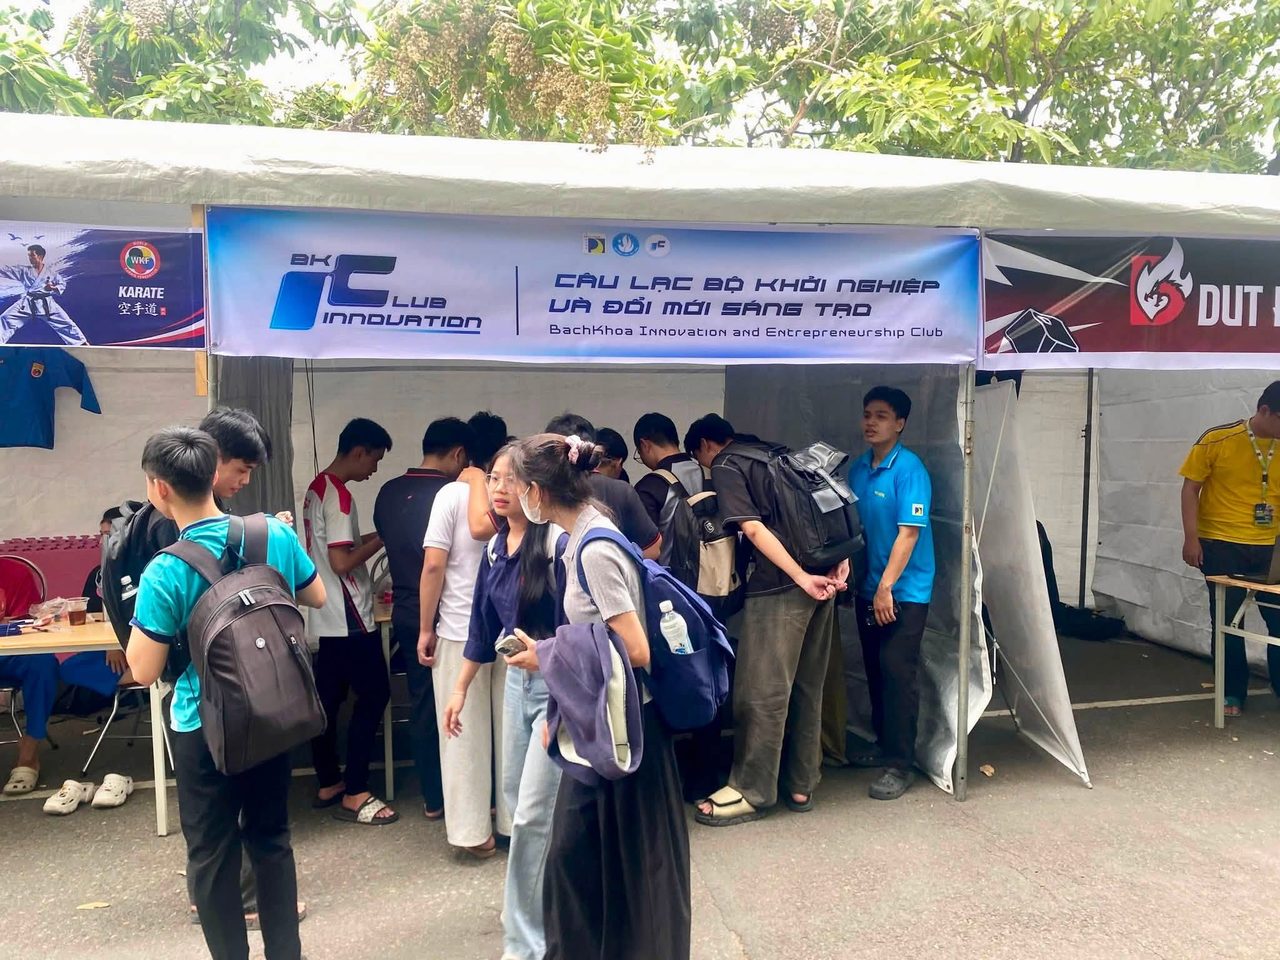 WKF
KARATE
空手道
BK
CLUB
INNOVATION
CÂU LẠC BỘ KHỞI NGHIỆP
VÀ ĐỔI MỚI SÁNG TẠO
BachKhoa Innovation and Entrepreneurship Club
DUT